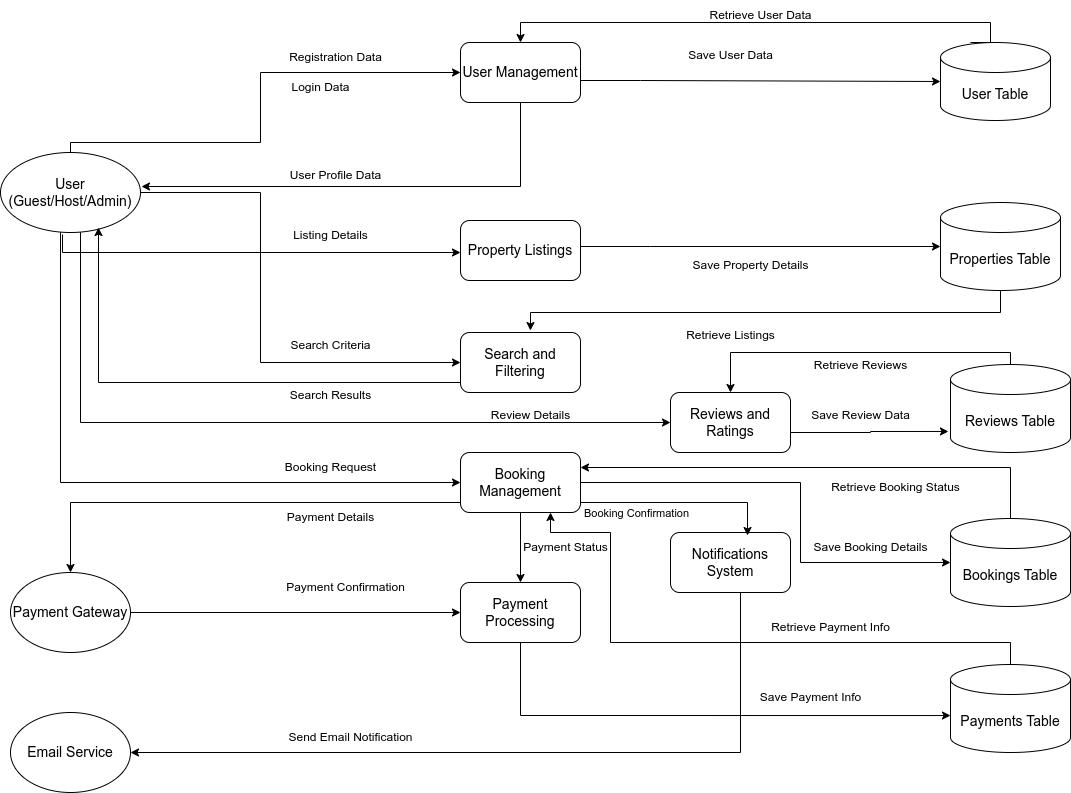 Retrieve User Data
Registration Data
Save User Data
User Management
Login Data
User Table
User Profile Data
User
(Guest/Host/Admin)
Listing Details
Property Listings
Save Property Details
Properties Table
Retrieve Listings
Search Criteria
Search and
Filtering
Retrieve Reviews
Search Results
Review Details
Reviews and
Ratings
Save Review Data
Reviews Table
Booking Request
Booking
Management
Retrieve Booking Status
Payment Details
Booking Confirmation
Payment Status
Notifications
System
Save Booking Details
Bookings Table
Payment Confirmation
Payment Gateway
Payment
Processing
Retrieve Payment Info
Save Payment Info
Payments Table
Send Email Notification
Email Service